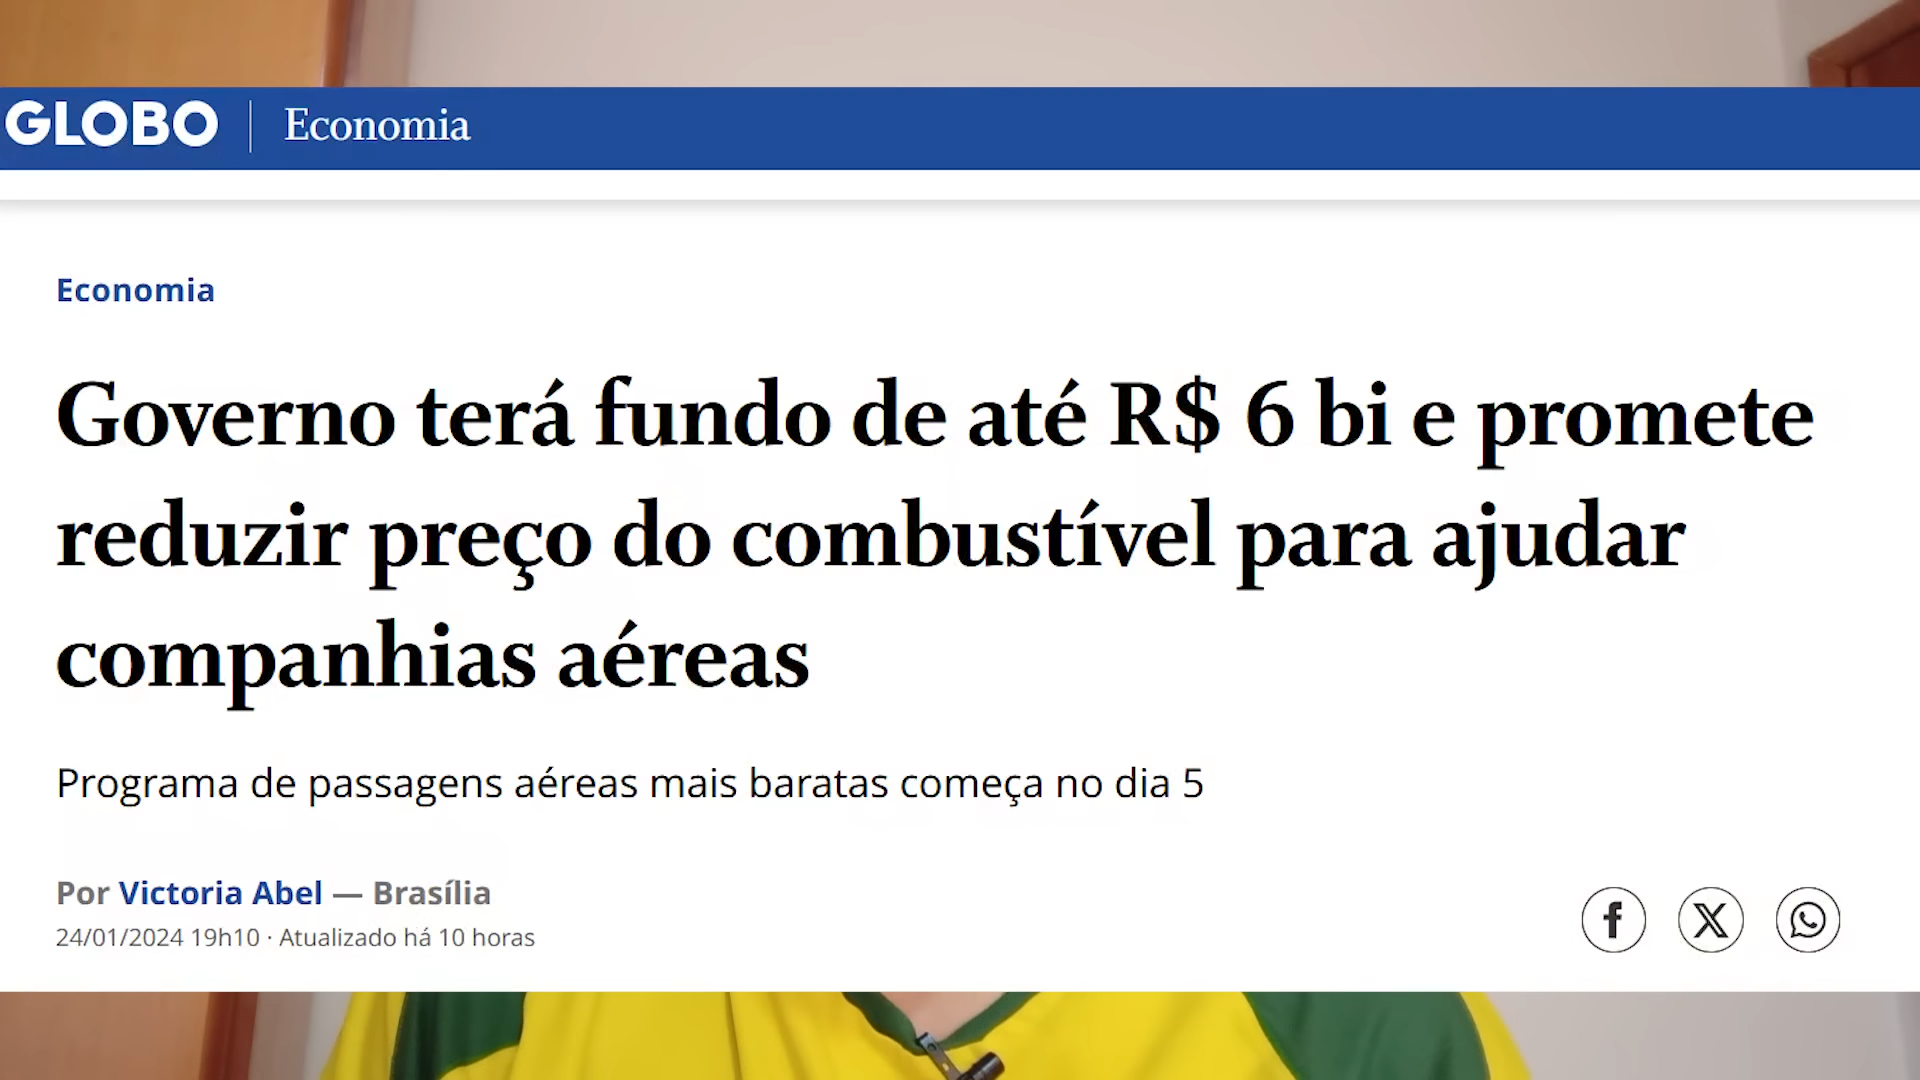 GLOBO
Economia
Economia
Governo terá fundo de até R$ 6 bi e promete
reduzir preço do combustível para ajudar
companhias aéreas
Programa de passagens aéreas mais baratas começa no dia 5
Por Victoria Abel — Brasília
24/01/2024 19h10 · Atualizado há 10 horas